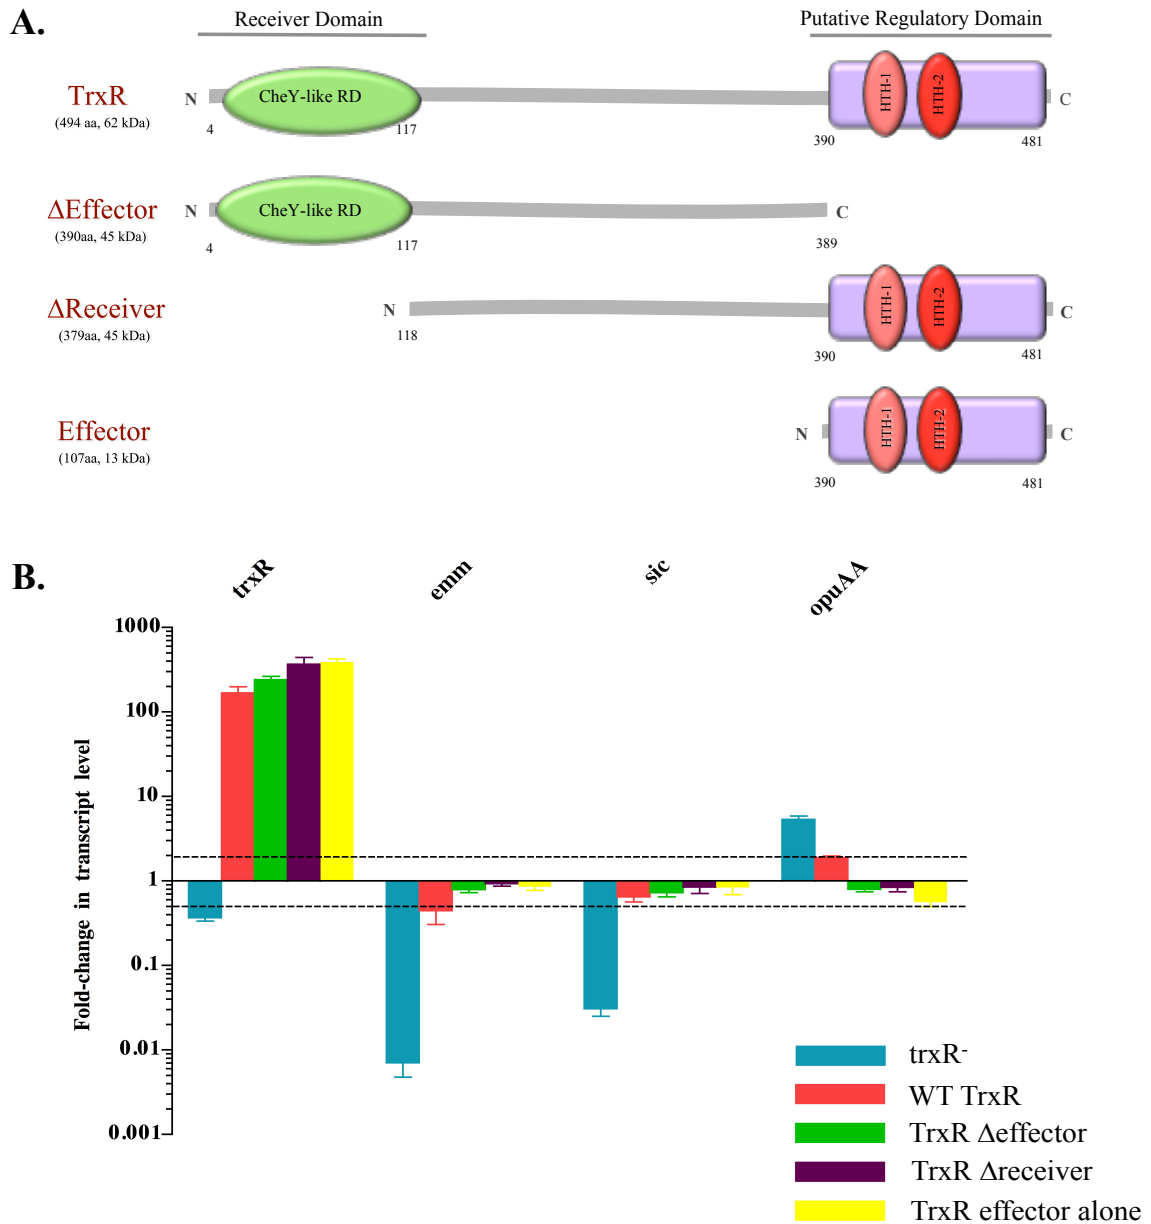 A.
Receiver Domain
Putative Regulatory Domain
TrxR
(494 aa, 62 kDa)
N
CheY-like RD
HTH-1
HTH-2
C
4
117
390
481
ΔEffector
(390aa, 45 kDa)
N
CheY-like RD
C
4
117
389
ΔReceiver
(379aa, 45 kDa)
N
HTH-1
HTH-2
C
118
390
481
Effector
(107aa, 13 kDa)
N
HTH-1
HTH-2
C
390
481
B.
trxR
emm
sic
opuAA
Fold-change in transcript level
1000
100
10
1
0.1
0.01
0.001
trxR-
WT TrxR
TrxR Δeffector
TrxR Δreceiver
TrxR effector alone